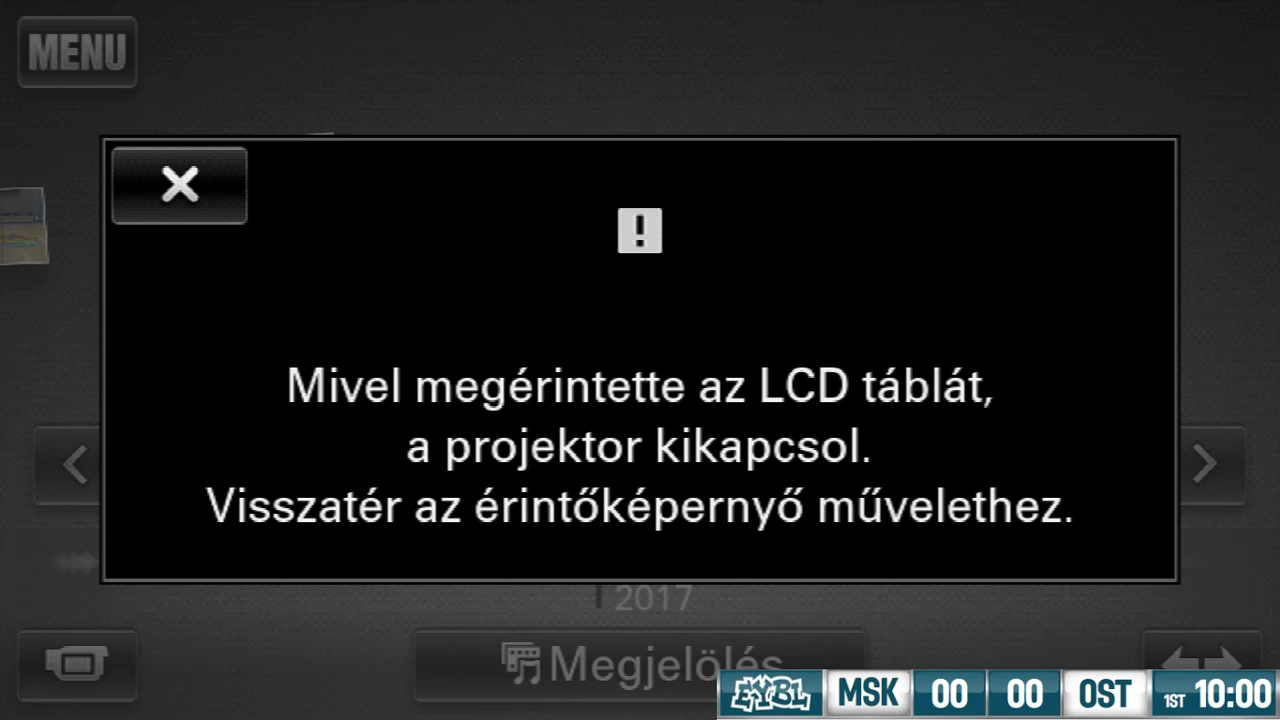 MENU
!
Mivel megérintette az LCD táblát,
a projektor kikapcsol.
Visszatér az érintőképernyő művelethez.
2017
Megjelölés
EYBL MSK 00 00 OST 1ST 10:00